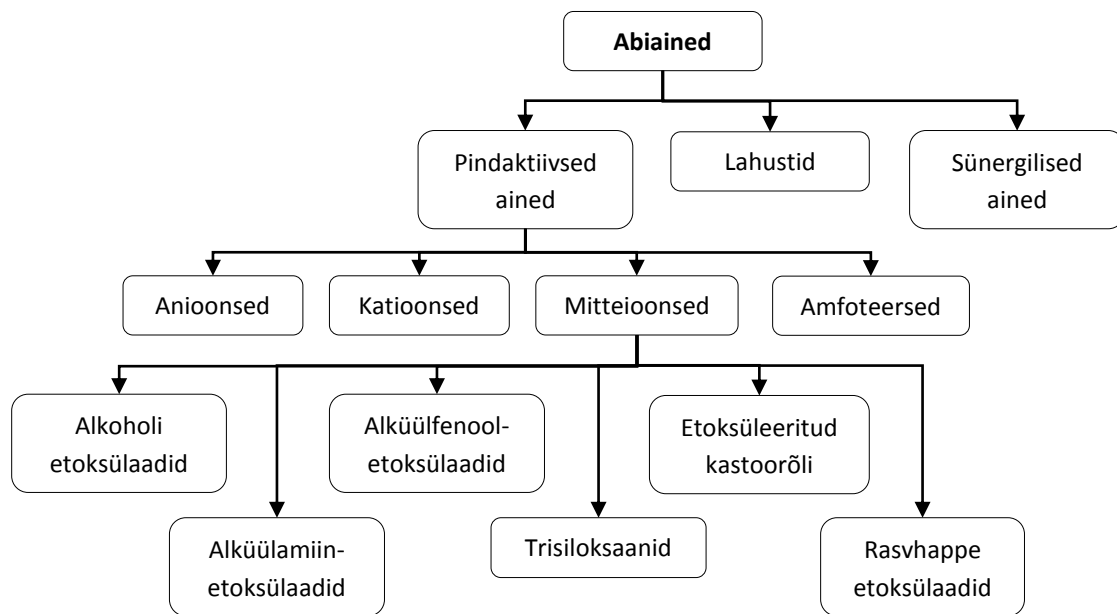 Abiained
Pindaktiivsed
ained
Lahustid
Sünergilised
ained
Anioonsed
Katioonsed
Mitteioonsed
Amfoteersed
Alkoholi
etoksülaadid
Alküülfenool-
etoksülaadid
Etoksüleeritud
kastoorõli
Alküülamiin-
etoksülaadid
Trisiloksaanid
Rasvhappe
etoksülaadid